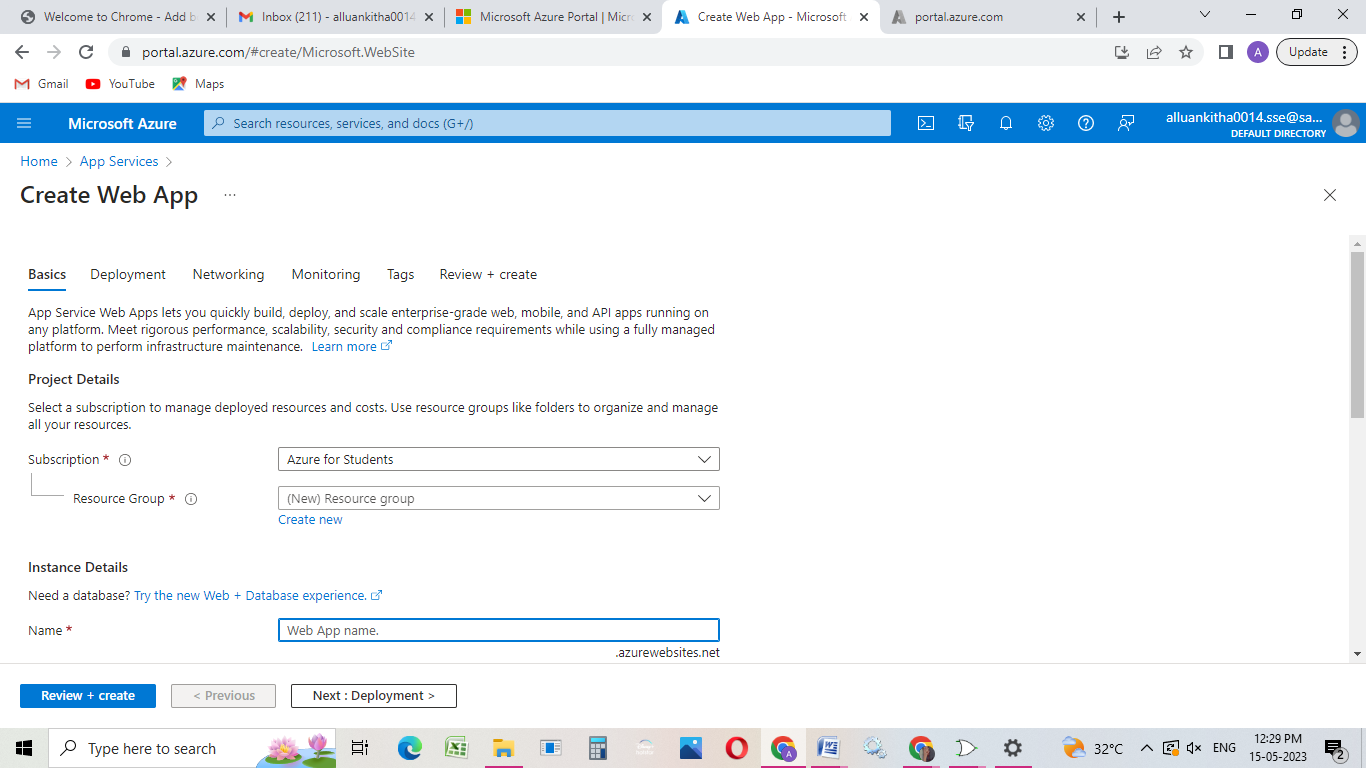 Welcome to Chrome - Add b
Inbox (211) - alluankitha0014
Microsoft Azure Portal | Micro
Create Web App - Microsoft
portal.azure.com
portal.azure.com/#create/Microsoft.WebSite
A
Update
Gmail
YouTube
Maps
Microsoft Azure
Search resources, services, and docs (G+/)
alluankitha0014.sse@sa...
DEFAULT DIRECTORY
Home > App Services >
Create Web App ...
Basics
Deployment
Networking
Monitoring
Tags
Review + create
App Service Web Apps lets you quickly build, deploy, and scale enterprise-grade web, mobile, and API apps running on
any platform. Meet rigorous performance, scalability, security and compliance requirements while using a fully managed
platform to perform infrastructure maintenance. Learn more
Project Details
Select a subscription to manage deployed resources and costs. Use resource groups like folders to organize and manage
all your resources.
Subscription *
Azure for Students
Resource Group *
(New) Resource group
Create new
Instance Details
Need a database? Try the new Web + Database experience.
Name *
Web App name.
.azurewebsites.net
Review + create
< Previous
Next : Deployment >
Type here to search
32°C
ENG
12:29 PM
15-05-2023
2